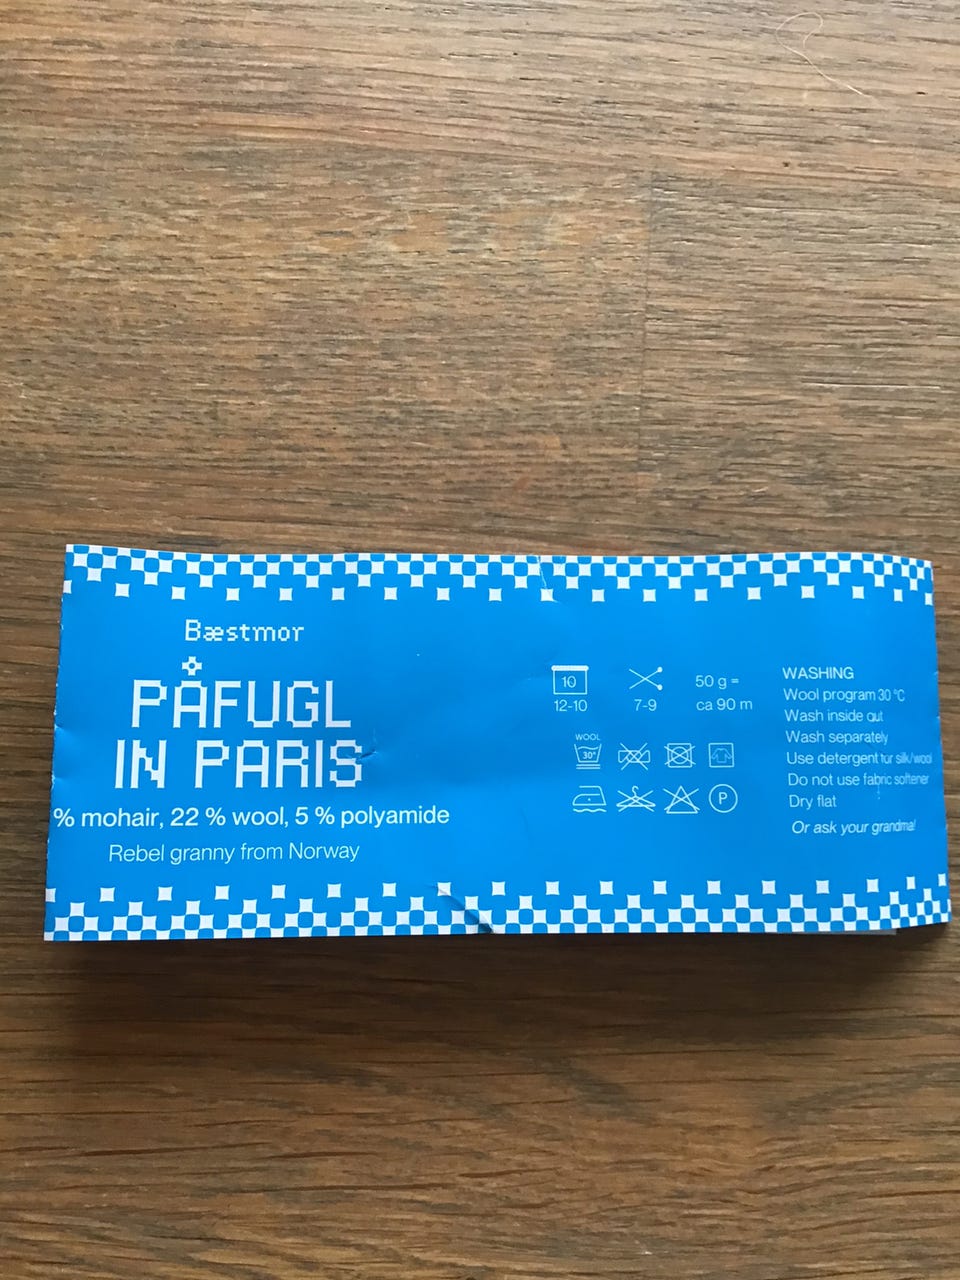 Bæstmor
PÅFUGL
IN PARIS
% mohair, 22 % wool, 5 % polyamide
Rebel granny from Norway
10
12-10
7-9
50 g =
ca 90 m
WOOL
30°
P
WASHING
Wool program 30 °C
Wash inside out
Wash separately
Use detergent for silk/wool
Do not use fabric softener
Dry flat
Or ask your grandma!